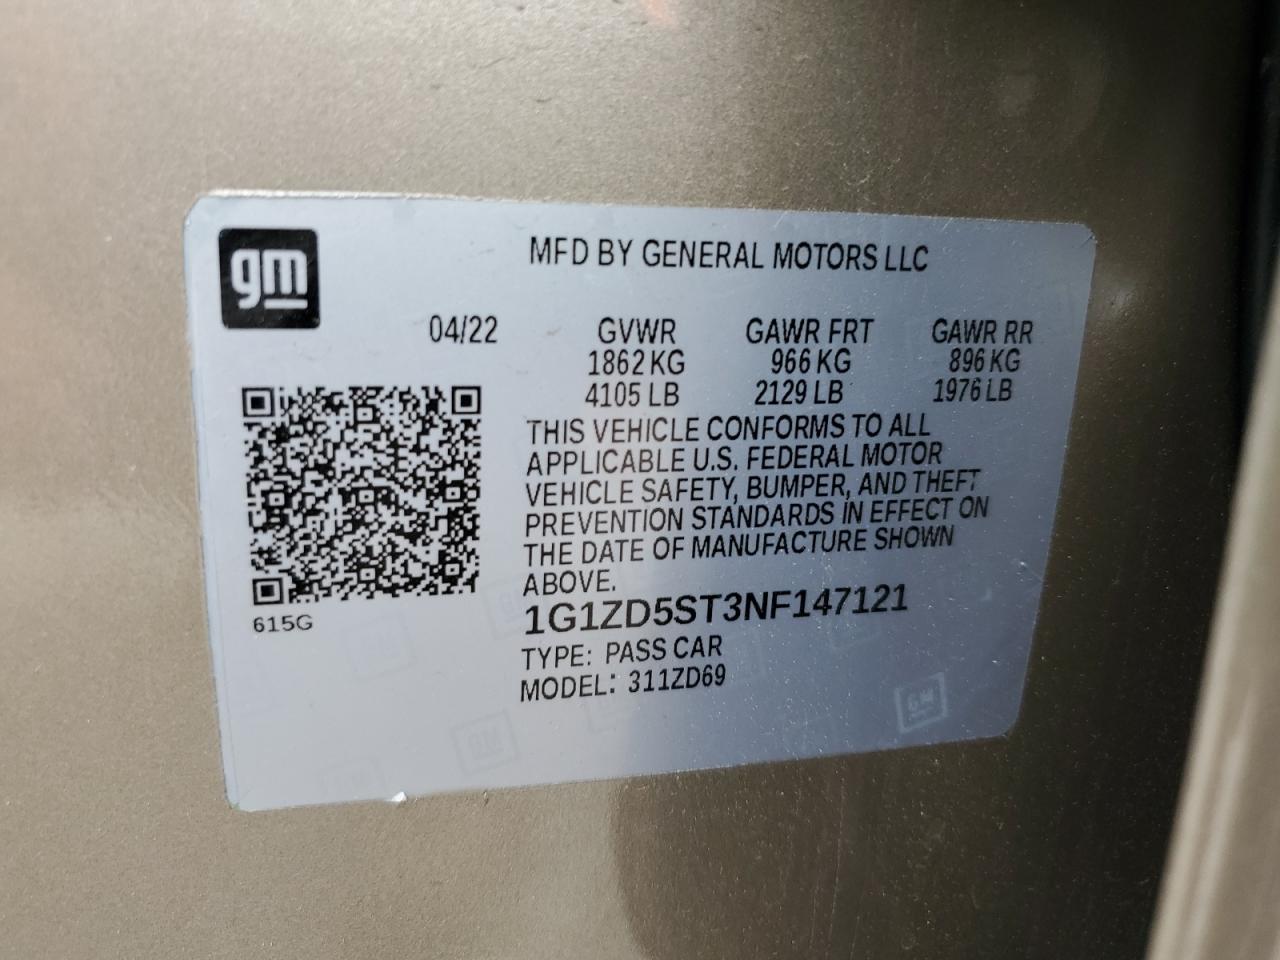 gm
MFD BY GENERAL MOTORS LLC
04/22 GVWR GAWR FRT GAWR RR
1862 KG 966 KG 896 KG
4105 LB 2129 LB 1976 LB
THIS VEHICLE CONFORMS TO ALL
APPLICABLE U.S. FEDERAL MOTOR
VEHICLE SAFETY, BUMPER, AND THEFT
PREVENTION STANDARDS IN EFFECT ON
THE DATE OF MANUFACTURE SHOWN
ABOVE.
615G
1G1ZD5ST3NF147121
TYPE: PASS CAR
MODEL: 311ZD69
GM
GM